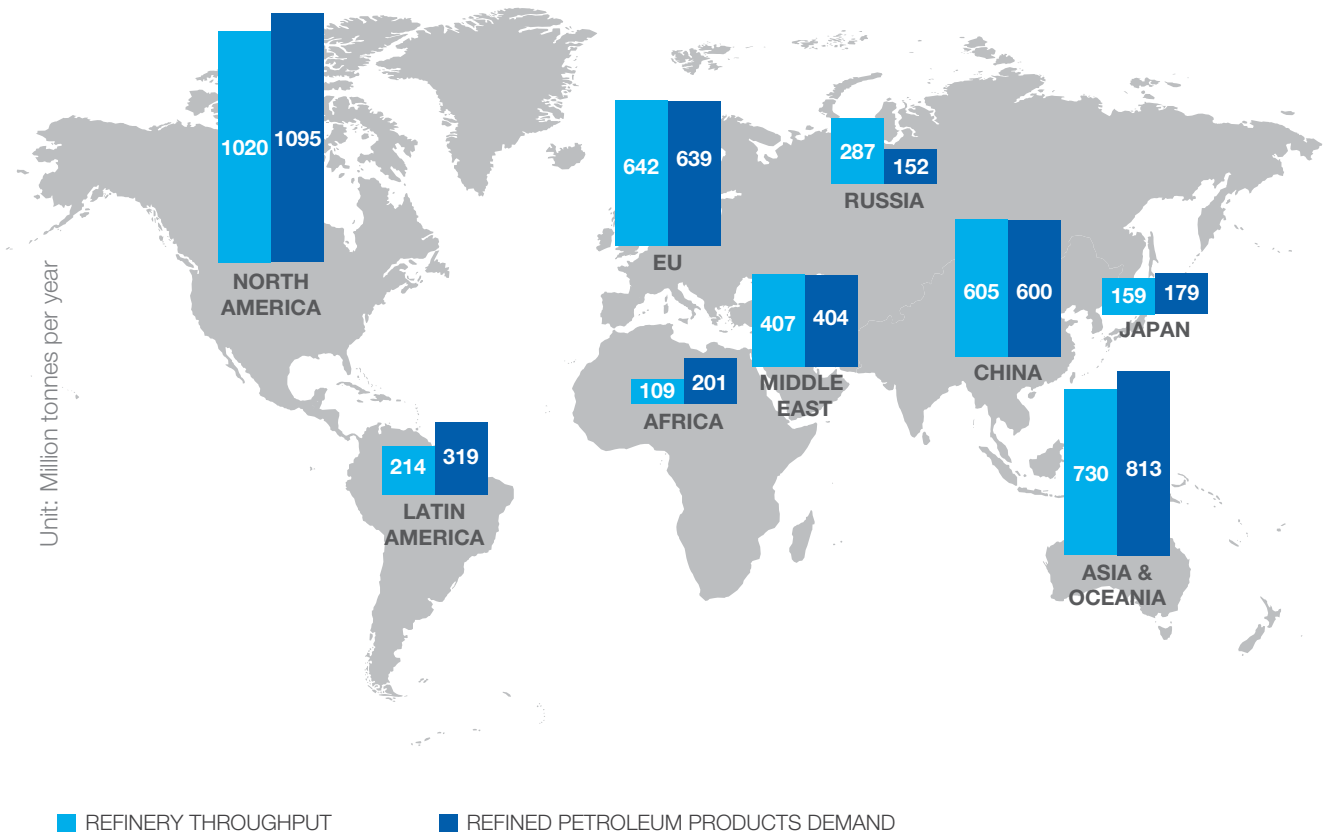 1020 1095
NORTH
AMERICA
642 639
EU
287 152
RUSSIA
605 600
CHINA
159 179
JAPAN
407 404
MIDDLE
EAST
109 201
AFRICA
214 319
LATIN
AMERICA
730 813
ASIA &
OCEANIA
Unit: Million tonnes per year
REFINERY THROUGHPUT
REFINED PETROLEUM PRODUCTS DEMAND